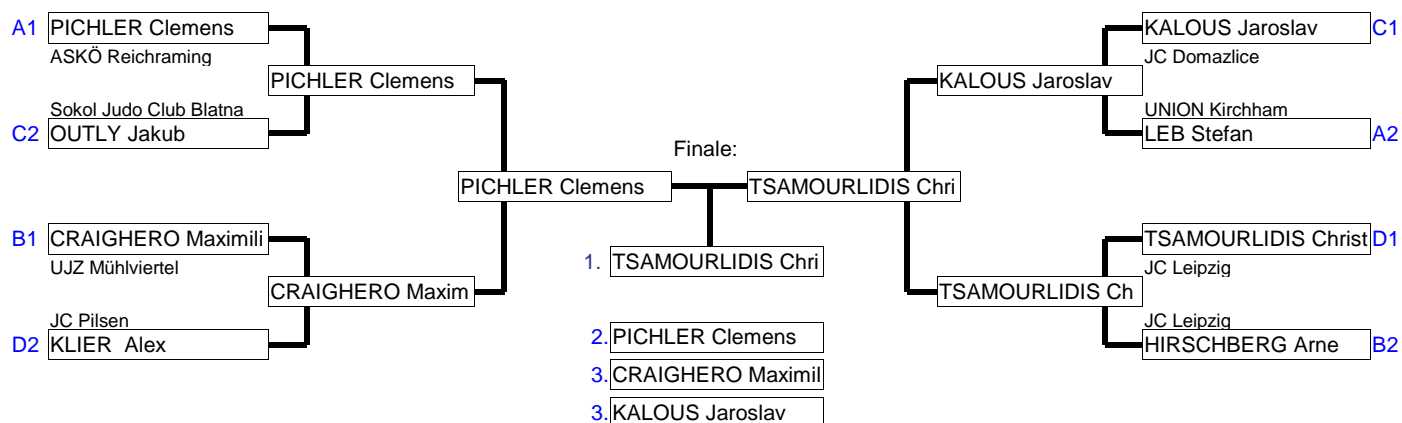 A1 PICHLER Clemens
ASKÖ Reichraming
PICHLER Clemens
Sokol Judo Club Blatna
C2 OUTLY Jakub
PICHLER Clemens
B1 CRAIGHERO Maximili
UJZ Mühlviertel
CRAIGHERO Maxim
JC Pilsen
D2 KLIER Alex
Finale:
1. TSAMOURLIDIS Chri
2. PICHLER Clemens
3. CRAIGHERO Maximil
3. KALOUS Jaroslav
KALOUS Jaroslav C1
JC Domazlice
KALOUS Jaroslav
UNION Kirchham
LEB Stefan A2
TSAMOURLIDIS Chri
TSAMOURLIDIS Christ D1
JC Leipzig
TSAMOURLIDIS Ch
JC Leipzig
HIRSCHBERG Arne B2